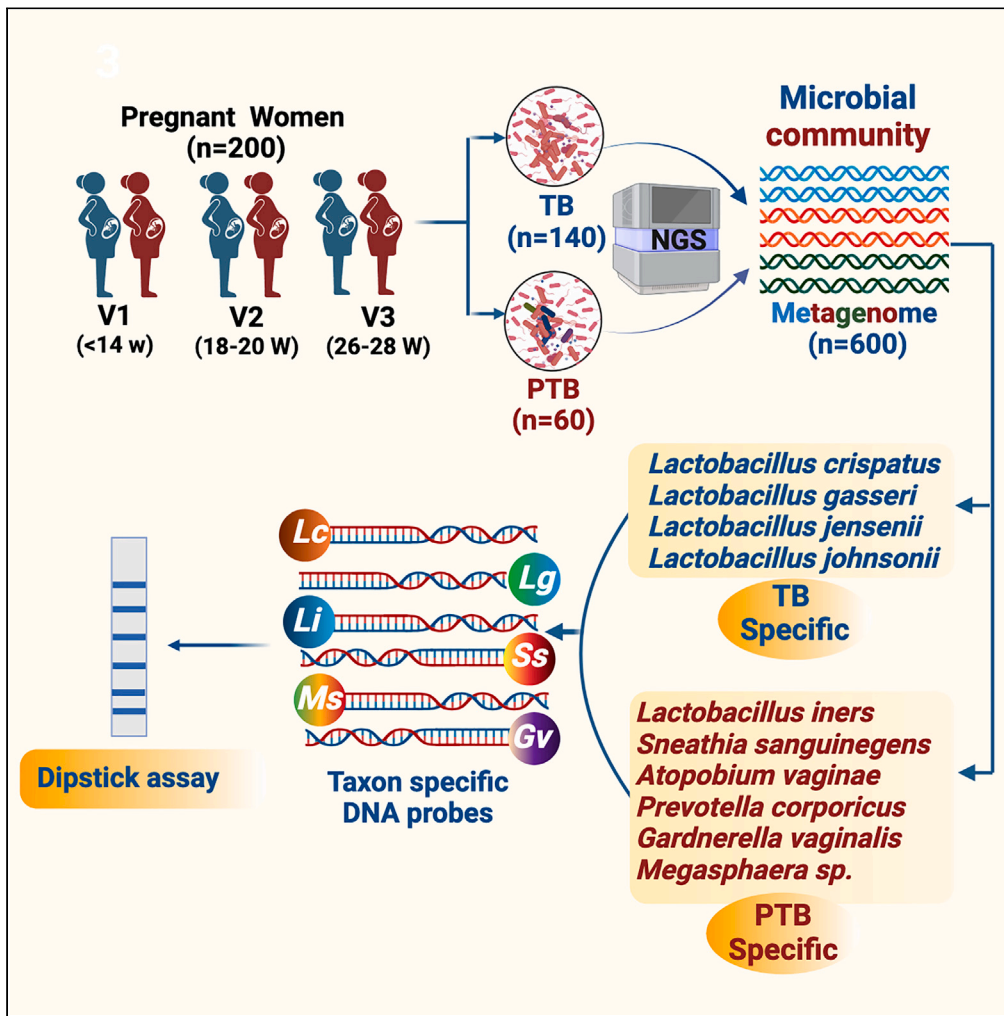 3
Pregnant Women
(n=200)
V1
(<14 w)
V2
(18-20 W)
V3
(26-28 W)
TB
(n=140)
PTB
(n=60)
NGS
Microbial
community
Metagenome
(n=600)
Lactobacillus crispatus
Lactobacillus gasseri
Lactobacillus jensenii
Lactobacillus johnsonii
TB
Specific
Lactobacillus iners
Sneathia sanguinegens
Atopobium vaginae
Prevotella corporicus
Gardnerella vaginalis
Megasphaera sp.
PTB
Specific
Lc
Lg
Li
Ss
Ms
Gv
Taxon specific
DNA probes
Dipstick assay